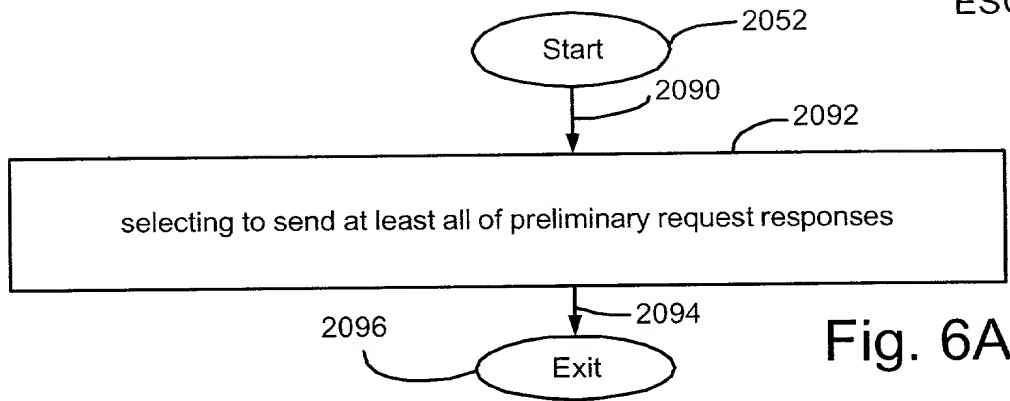 2052
Start
2090
2092
selecting to send at least all of preliminary request responses
2094
2096
Exit
Fig. 6A